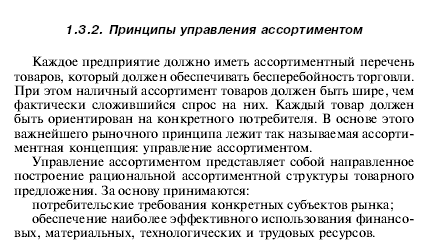 1.3.2. Принципы управления ассортиментом
Каждое предприятие должно иметь ассортиментный перечень
товаров, который должен обеспечивать бесперебойность торговли.
При этом наличный ассортимент товаров должен быть шире, чем
фактически сложившийся спрос на них. Каждый товар должен
быть ориентирован на конкретного потребителя. В основе этого
важнейшего рыночного принципа лежит так называемая ассорти-
ментная концепция: управление ассортиментом.
Управление ассортиментом представляет собой направленное
построение рациональной ассортиментной структуры товарного
предложения. За основу принимаются:
потребительские требования конкретных субъектов рынка;
обеспечение наиболее эффективного использования финансо-
вых, материальных, технологических и трудовых ресурсов.